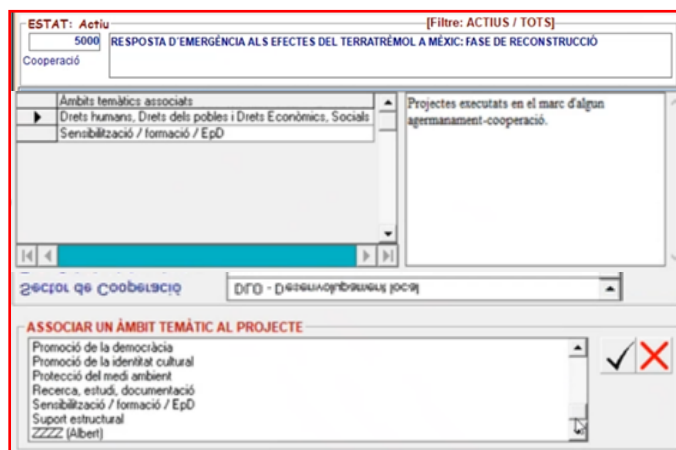 ESTAT: Actiu [Filtre: ACTIUS / TOTS]
5000 RESPOSTA D'EMERGÉNCIA ALS EFECTES DEL TERRATRÉMOL A MÉXIC: FASE DE RECONSTRUCCIÓ
Cooperació
Àmbits temàtics associats
Drets humans, Drets dels pobles i Drets Econòmics, Socials
Sensibilització / formació / EpD
Projectes executats en el marc d'algun
agermanament-cooperació.
Sector de Cooperació DLO - Desenvolupament local
ASSOCIAR UN ÀMBIT TEMÀTIC AL PROJECTE
Promoció de la democràcia
Promoció de la identitat cultural
Protecció del medi ambient
Recerca, estudi, documentació
Sensibilització / formació / EpD
Suport estructural
ZZZZ (Albert)